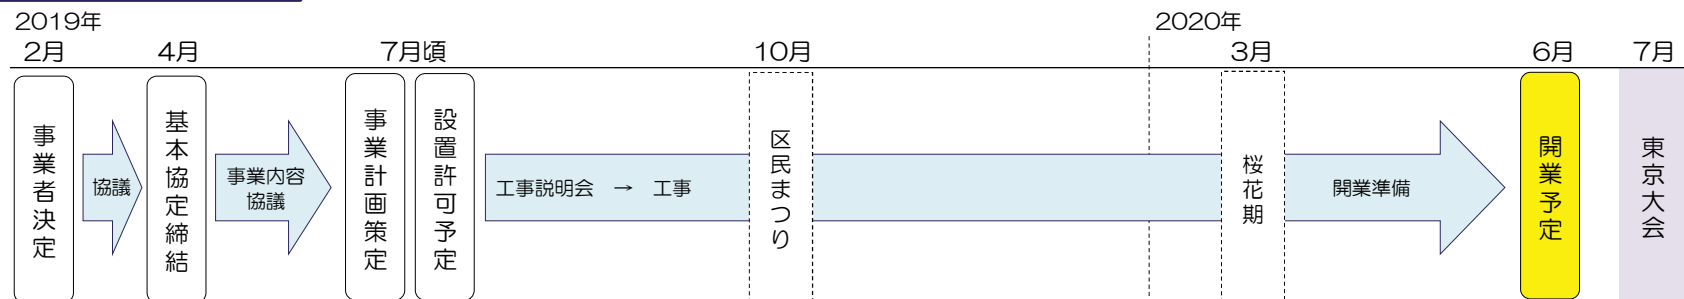 2019年
2020年
2月
4月
7月頃
10月
3月
6月
7月
事業者決定
協議
基本協定締結
事業内容
協議
事業計画策定
設置許可予定
工事説明会 → 工事
区民まつり
桜花期
開業準備
開業予定
東京大会